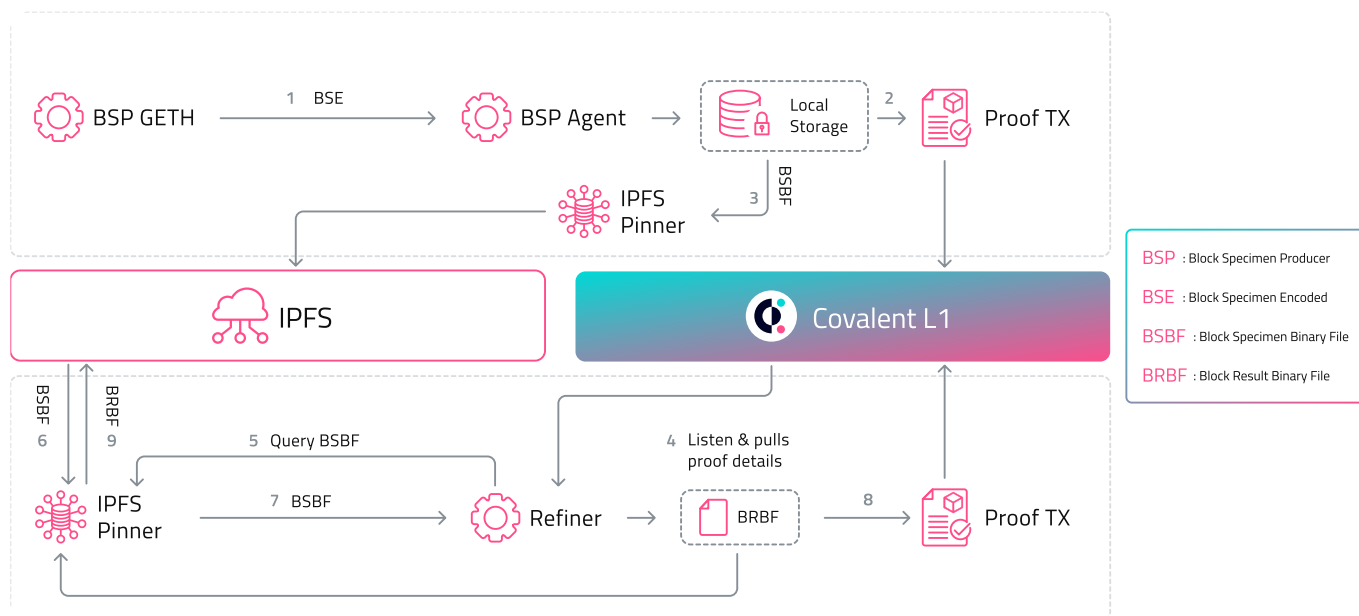 BSP GETH
1 BSE
BSP Agent
Local
Storage
2
Proof TX
BSBF
3
IPFS
Pinner
IPFS
Covalent L1
BSP : Block Specimen Producer
BSE : Block Specimen Encoded
BSBF : Block Specimen Binary File
BRBF : Block Result Binary File
BSBF
6
BRBF
9
5 Query BSBF
4 Listen & pulls
proof details
IPFS
Pinner
7 BSBF
Refiner
BRBF
8
Proof TX